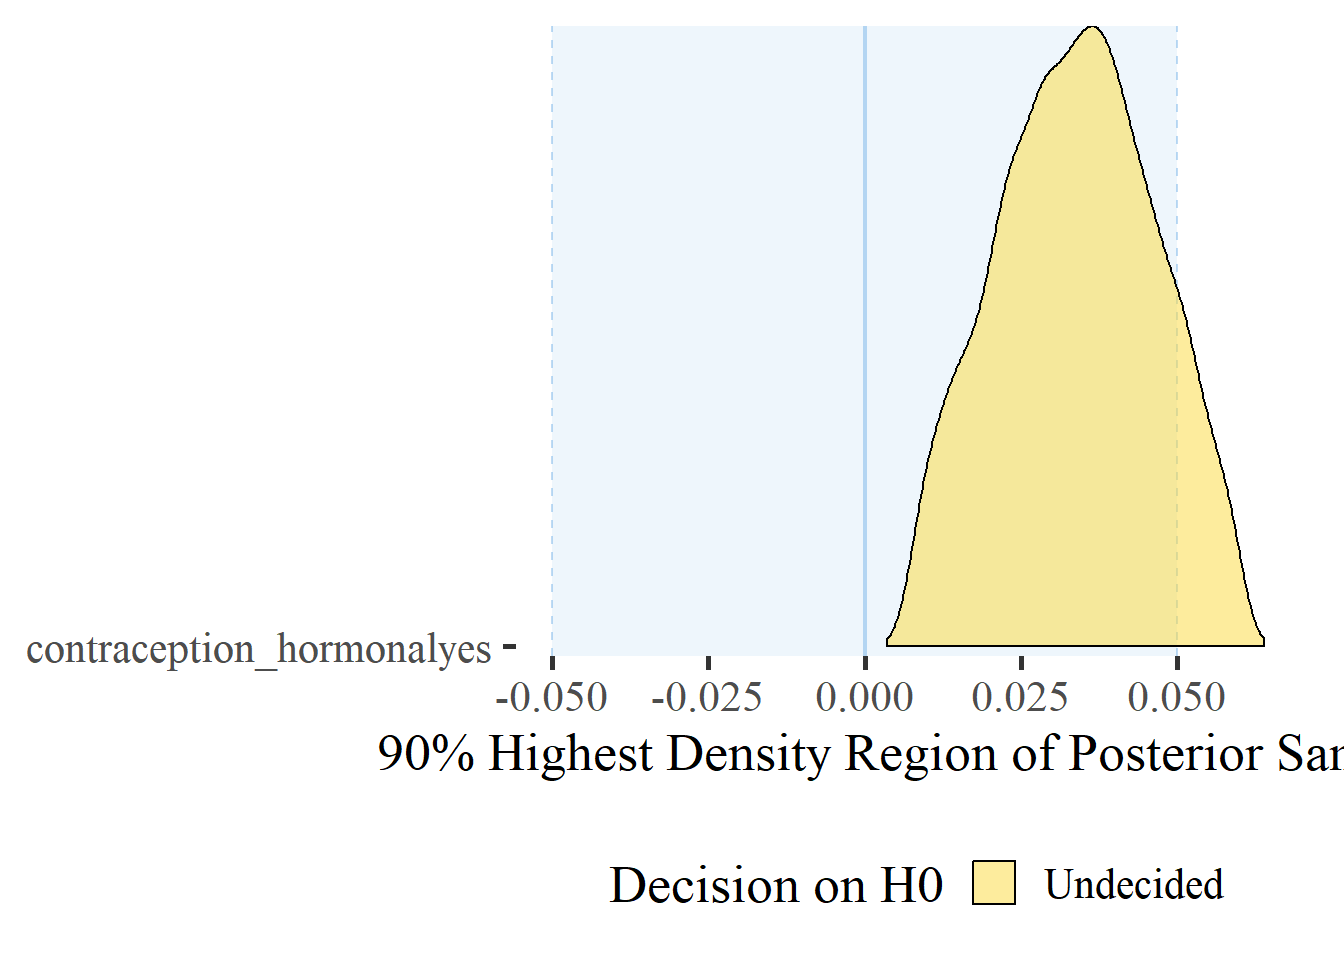 contraception_hormonalyes
-0.050 -0.025 0.000 0.025 0.050
90% Highest Density Region of Posterior
Decision on H0 Undecided